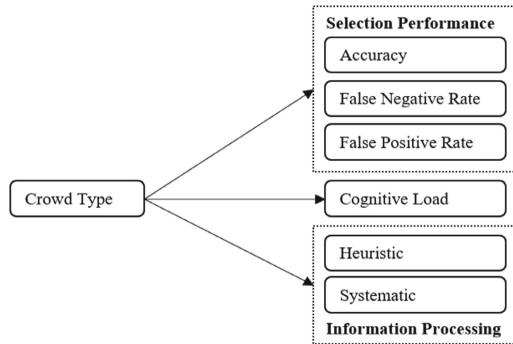 Selection Performance
Accuracy
False Negative Rate
False Positive Rate
Crowd Type
Cognitive Load
Heuristic
Systematic
Information Processing